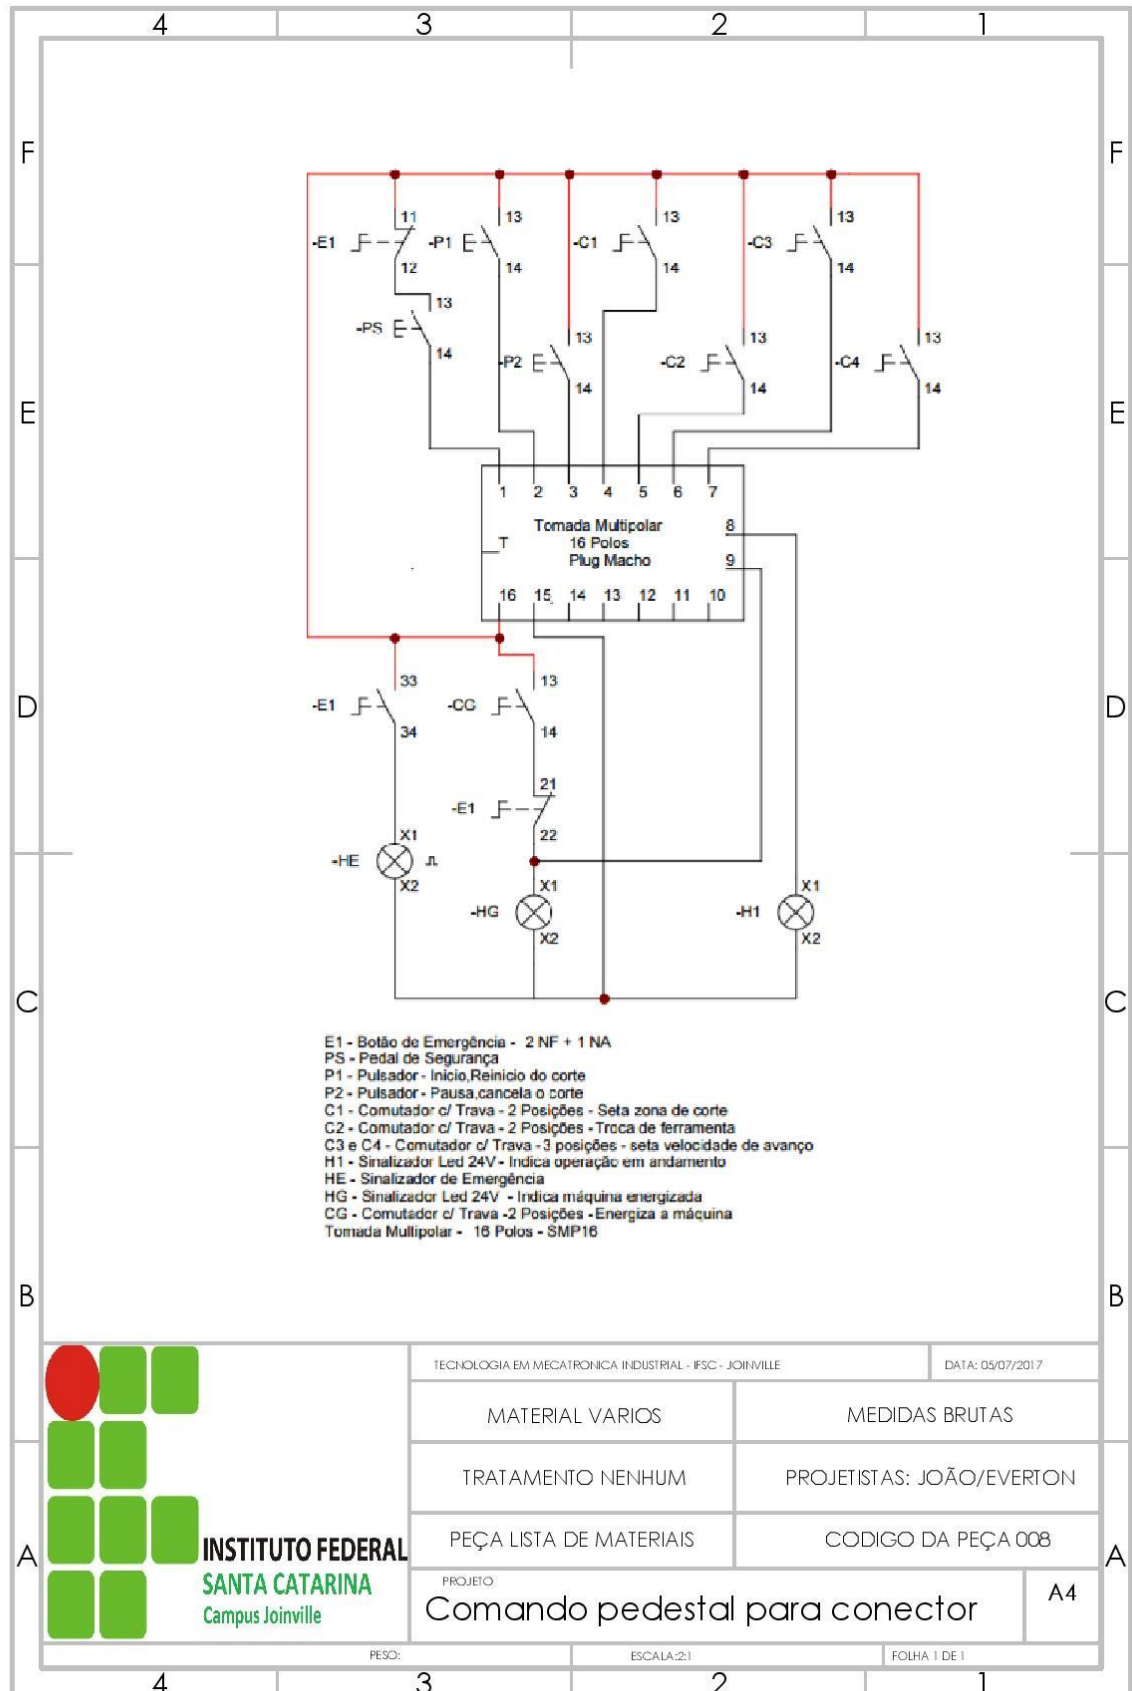 4 3 2 1
F F
11 13 13 13
-E1 -P1 -C1 -C3
12 14 14 14
13 13 13 13
-PS -P2 -C2 -C4
14 14 14 14
E E
1 2 3 4 5 6 7
Tomada Multipolar 8
T 16 Polos
Plug Macho 9
16 15 14 13 12 11 10
33 13
-E1 -CG
D D
34 14
21
-E1
22
X1
-HE
X2
X1 X1
-HG -H1
X2 X2
C C
E1 - Botão de Emergência - 2 NF + 1 NA
PS - Pedal de Segurança
P1 - Pulsador - Inicio,Reinicio do corte
P2 - Pulsador - Pausa,cancela o corte
C1 - Comutador c/ Trava - 2 Posições - Seta zona de corte
C2 - Comutador c/ Trava - 2 Posições - Troca de ferramenta
C3 e C4 - Comutador c/ Trava - 3 posições - seta velocidade de avanço
H1 - Sinalizador Led 24V - Indica operação em andamento
HE - Sinalizador de Emergência
HG - Sinalizador Led 24V - Indica máquina energizada
CG - Comutador c/ Trava -2 Posições - Energiza a máquina
Tomada Multipolar - 16 Polos - SMP16
B B
TECNOLOGIA EM MECATRONICA INDUSTRIAL - IFSC - JOINVILLE DATA: 05/07/2017
MATERIAL VARIOS MEDIDAS BRUTAS
TRATAMENTO NENHUM PROJETISTAS: JOÃO/EVERTON
PEÇA LISTA DE MATERIAIS CODIGO DA PEÇA 008
A A
INSTITUTO FEDERAL
SANTA CATARINA
Campus Joinville
PROJETO
Comando pedestal para conector A4
PESO: ESCALA:2:1 FOLHA 1 DE 1
4 3 2 1